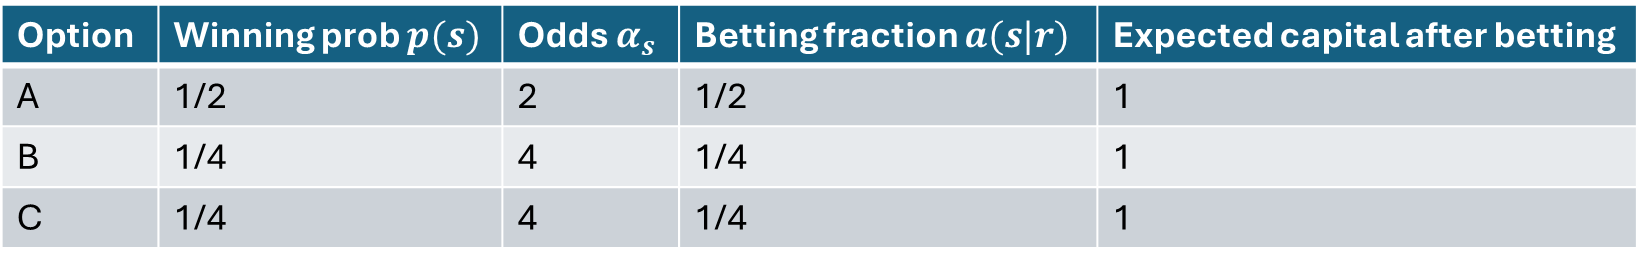 Option Winning prob p(s) Odds αₛ Betting fraction a(s|r) Expected capital after betting
A 1/2 2 1/2 1
B 1/4 4 1/4 1
C 1/4 4 1/4 1